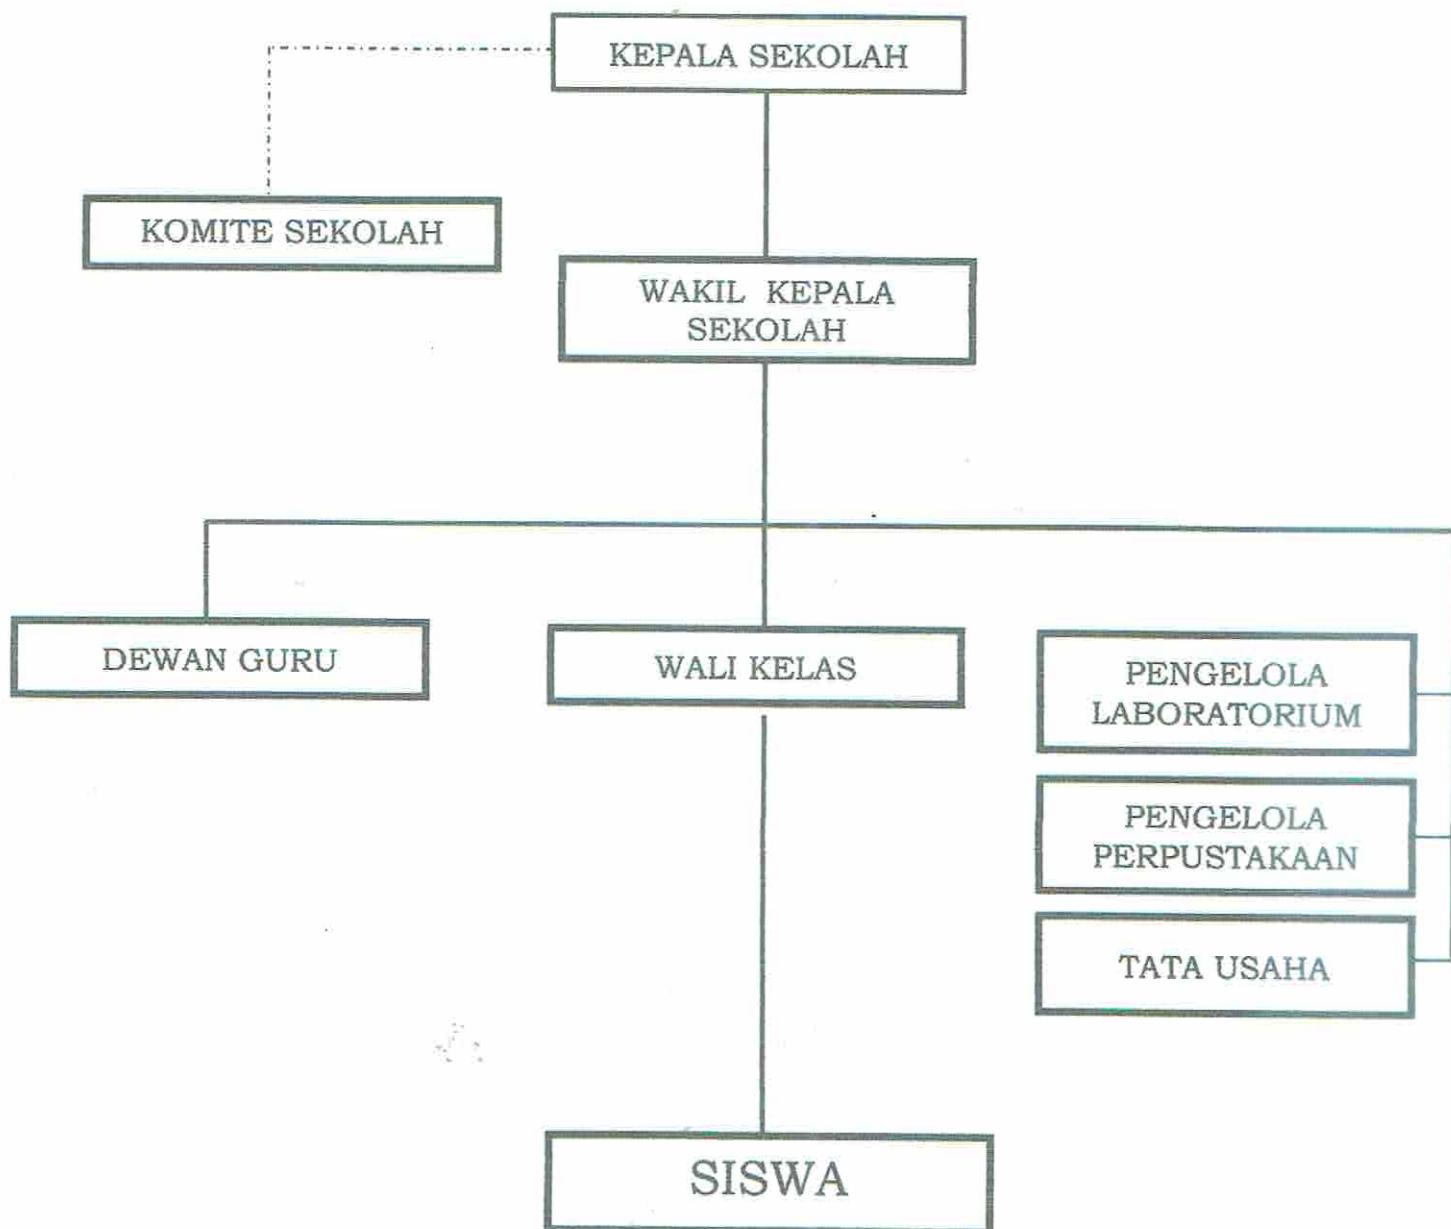 KEPALA SEKOLAH
KOMITE SEKOLAH
WAKIL KEPALA
SEKOLAH
DEWAN GURU
WALI KELAS
PENGELOLA
LABORATORIUM
PENGELOLA
PERPUSTAKAAN
TATA USAHA
SISWA